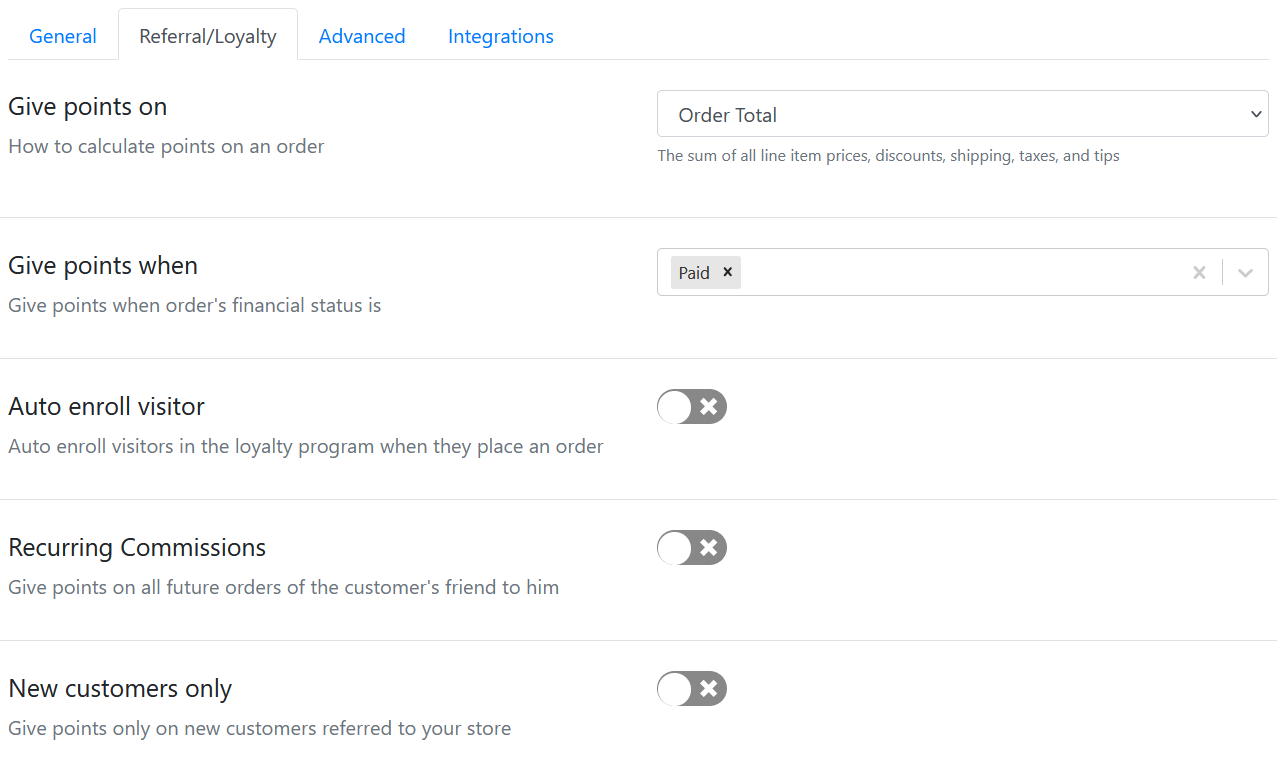 General Referral/Loyalty Advanced Integrations
Give points on
Order Total
How to calculate points on an order
The sum of all line item prices, discounts, shipping, taxes, and tips
Give points when
Paid
Give points when order's financial status is
Auto enroll visitor
Auto enroll visitors in the loyalty program when they place an order
Recurring Commissions
Give points on all future orders of the customer's friend to him
New customers only
Give points only on new customers referred to your store